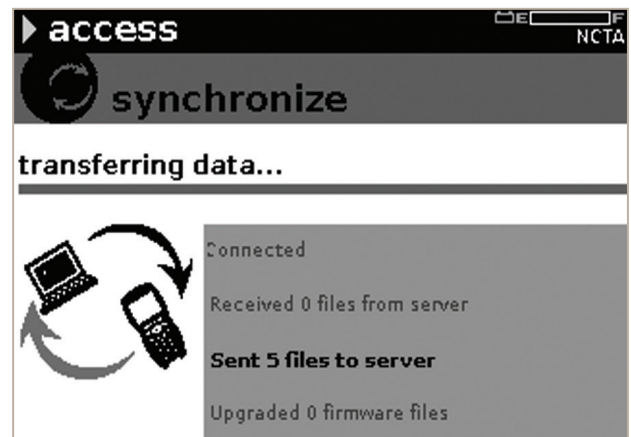 access
E F
NCTA
synchronize
transferring data...
Connected
Received 0 files from server
Sent 5 files to server
Upgraded 0 firmware files